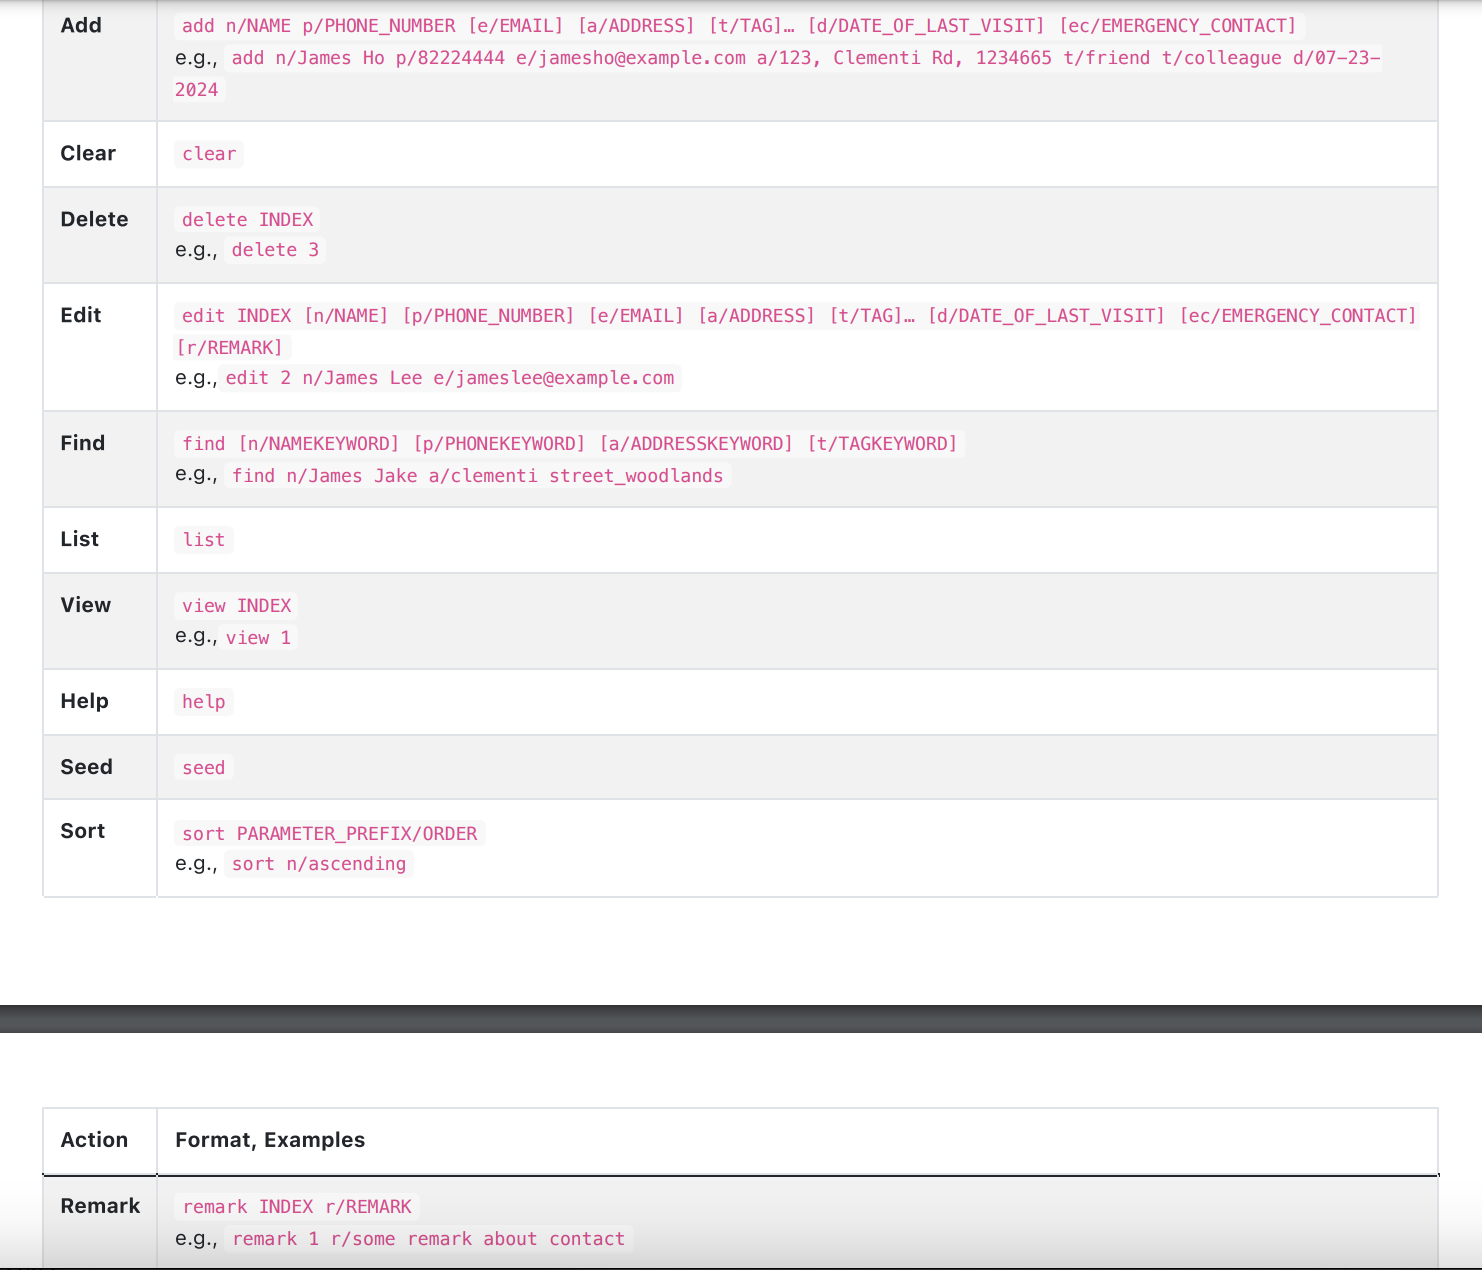 Add
add n/NAME p/PHONE_NUMBER [e/EMAIL] [a/ADDRESS] [t/TAG]… [d/DATE_OF_LAST_VISIT] [ec/EMERGENCY_CONTACT]
e.g., add n/James Ho p/82224444 e/jamesho@example.com a/123, Clementi Rd, 1234665 t/friend t/colleague d/07-23-
2024
Clear
clear
Delete
delete INDEX
e.g., delete 3
Edit
edit INDEX [n/NAME] [p/PHONE_NUMBER] [e/EMAIL] [a/ADDRESS] [t/TAG]… [d/DATE_OF_LAST_VISIT] [ec/EMERGENCY_CONTACT]
[r/REMARK]
e.g., edit 2 n/James Lee e/jameslee@example.com
Find
find [n/NAMEKEYWORD] [p/PHONEKEYWORD] [a/ADDRESSKEYWORD] [t/TAGKEYWORD]
e.g., find n/James Jake a/clementi street_woodlands
List
list
View
view INDEX
e.g., view 1
Help
help
Seed
seed
Sort
sort PARAMETER_PREFIX/ORDER
e.g., sort n/ascending
Action
Format, Examples
Remark
remark INDEX r/REMARK
e.g., remark 1 r/some remark about contact